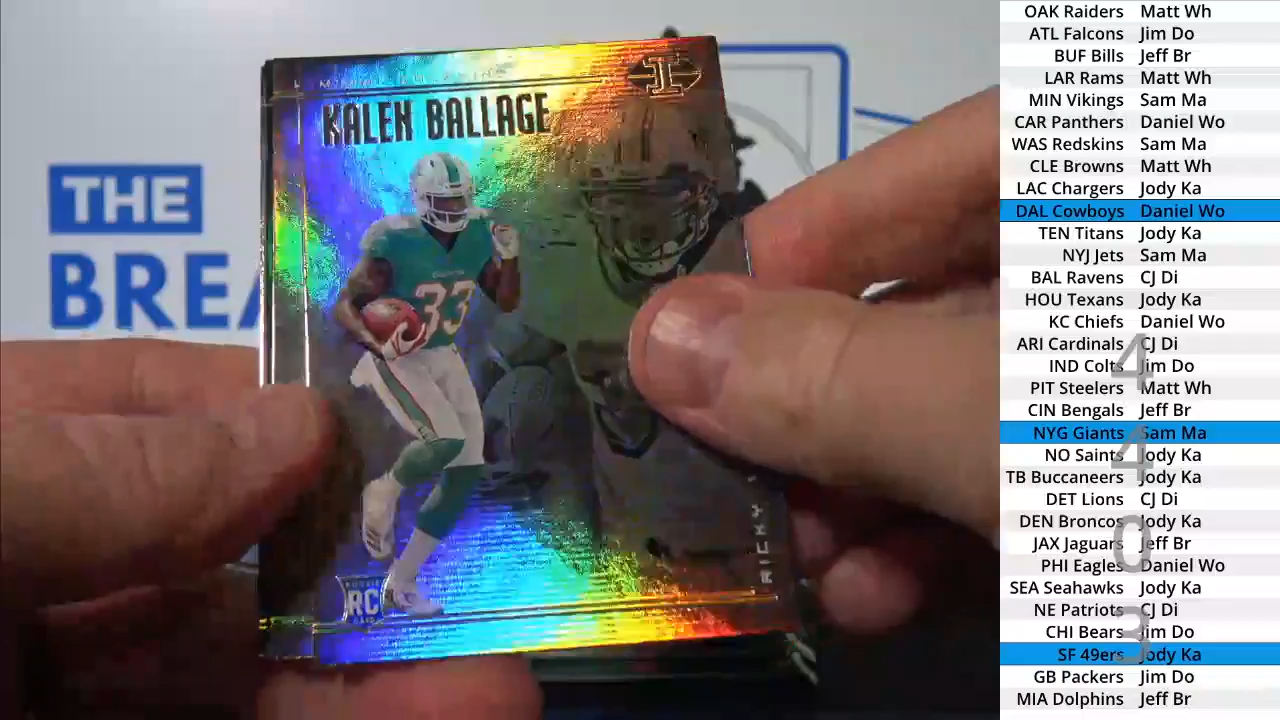 KALEN BALLAGE
33
RICKY
RC
THE
BREA
OAK Raiders Matt Wh
ATL Falcons Jim Do
BUF Bills Jeff Br
LAR Rams Matt Wh
MIN Vikings Sam Ma
CAR Panthers Daniel Wo
WAS Redskins Sam Ma
CLE Browns Matt Wh
LAC Chargers Jody Ka
DAL Cowboys Daniel Wo
TEN Titans Jody Ka
NYJ Jets Sam Ma
BAL Ravens CJ Di
HOU Texans Jody Ka
KC Chiefs Daniel Wo
ARI Cardinals CJ Di
IND Colts Jim Do
PIT Steelers Matt Wh
CIN Bengals Jeff Br
NYG Giants Sam Ma
NO Saints Jody Ka
TB Buccaneers Jody Ka
DET Lions CJ Di
DEN Broncos Jody Ka
JAX Jaguars Jeff Br
PHI Eagles Daniel Wo
SEA Seahawks Jody Ka
NE Patriots CJ Di
CHI Bears Jim Do
SF 49ers Jody Ka
GB Packers Jim Do
MIA Dolphins Jeff Br
4
4
0
3